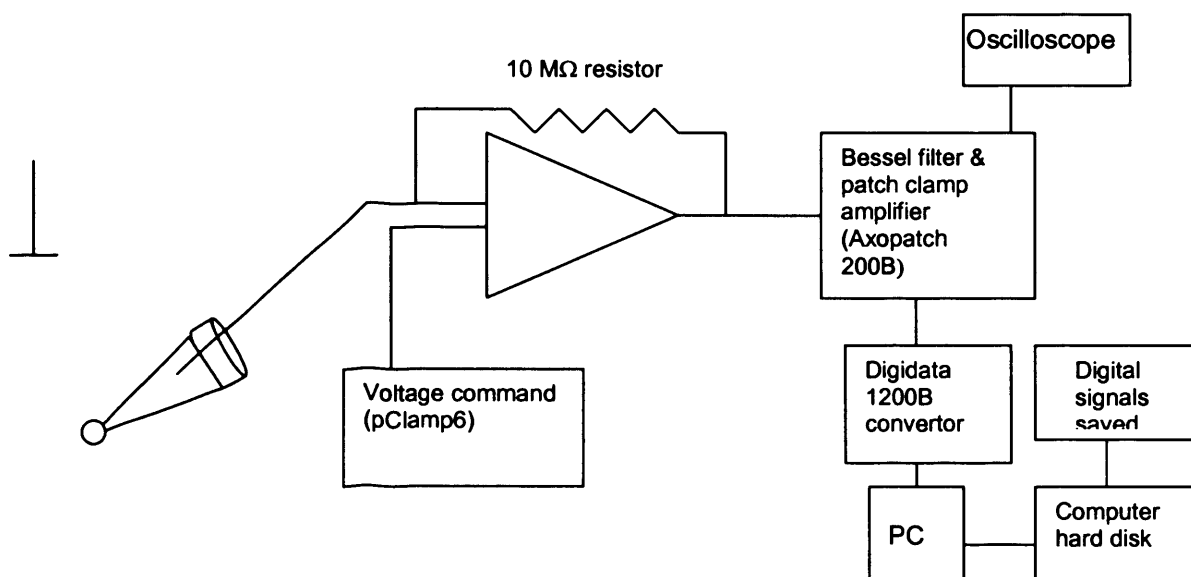 Oscilloscope
10 MΩ resistor
Bessel filter &
patch clamp
amplifier
(Axopatch
200B)
Voltage command
(pClamp6)
Digidata
1200B
convertor
Digital
signals
saved
PC
Computer
hard disk